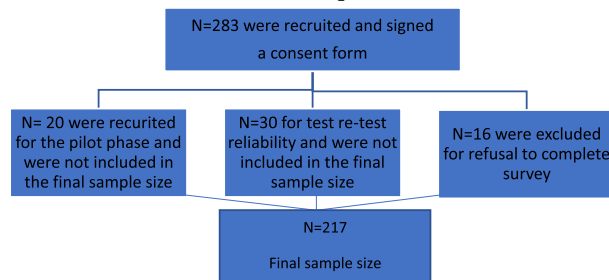 N=283 were recruited and signed
a consent form
N= 20 were recurited
for the pilot phase and
were not included in
the final sample size
N=30 for test re-test
reliability and were not
included in the final
sample size
N=16 were excluded
for refusal to complete
survey
N=217
Final sample size